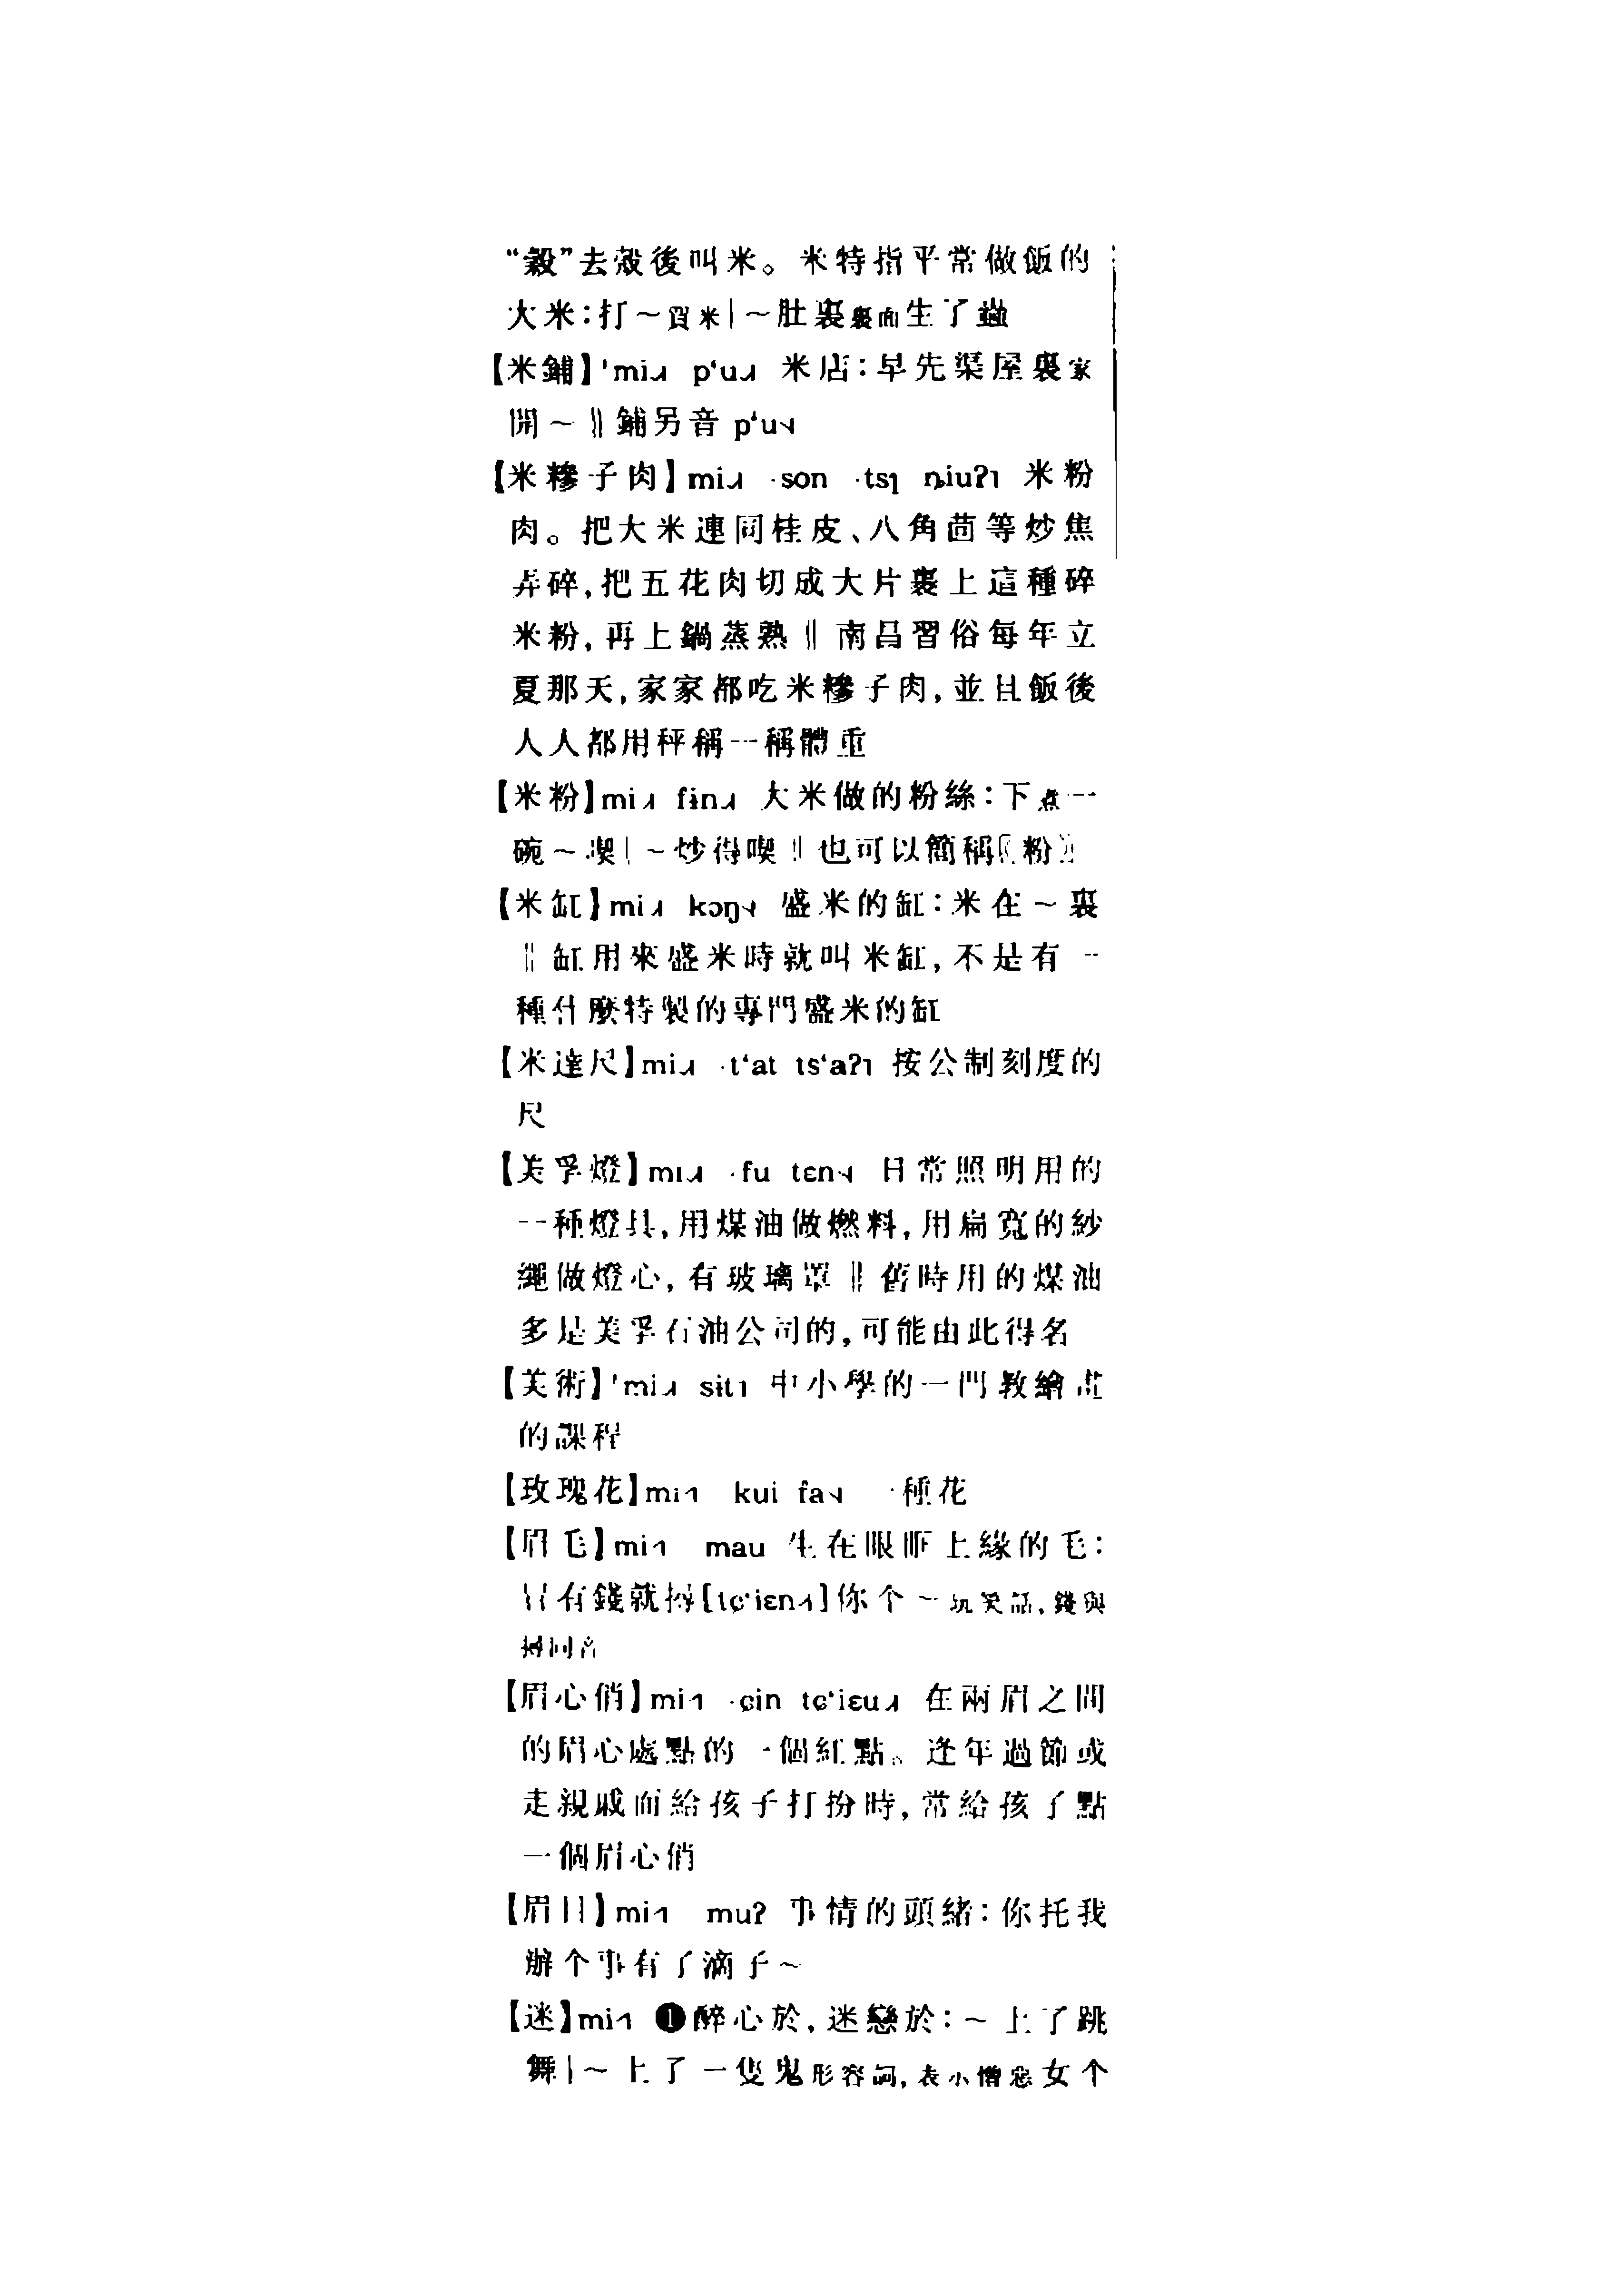 “穀”去殼後叫米。米特指平常做飯的
大米:打～買米|～肚裏裏面生了蟲
【米鋪】ˈmi˩ p‘u˩ 米店:早先渠屋裏家
開～‖鋪另音 p‘u˧
【米糝子肉】mi˩ ·son ·tsɿ ȵiuʔ˥ 米粉
肉。把大米連同桂皮、八角茴等炒焦
弄碎,把五花肉切成大片裹上這種碎
米粉,再上鍋蒸熟‖南昌習俗每年立
夏那天,家家都吃米糝子肉,並且飯後
人人都用秤稱一稱體重
【米粉】mi˩ fɨn˩ 大米做的粉絲:下煮一
碗～喫|～炒得喫‖也可以簡稱〖粉〗
【米缸】mi˩ kɔŋ˧ 盛米的缸:米在～裏
‖缸用來盛米時就叫米缸,不是有一
種什麼特製的專門盛米的缸
【米達尺】mi˩ ·t‘at ts‘aʔ˥ 按公制刻度的
尺
【美孚燈】mi˩ ·fu tɛn˧ 日常照明用的
一種燈具,用煤油做燃料,用扁寬的紗
繩做燈心,有玻璃罩‖舊時用的煤油
多是美孚石油公司的,可能由此得名
【美術】ˈmi˩ sɨt˥ 中小學的一門教繪畫
的課程
【玫瑰花】mi˦ kui fa˧ 一種花
【眉毛】mi˦ mau 生在眼眶上緣的毛:
冇有錢就撏[tɕ‘iɛn˦]你个～玩笑話,錢與
撏同音
【眉心俏】mi˦ ·ɕin tɕ‘iɛu˩ 在兩眉之間
的眉心處點的一個紅點。逢年過節或
走親戚而給孩子打扮時,常給孩子點
一個眉心俏
【眉目】mi˦ muʔ 事情的頭緒:你托我
辦个事有了滴子～
【迷】mi˦ ❶醉心於,迷戀於:～上了跳
舞|～上了一隻鬼形容詞,表示憎惡女个